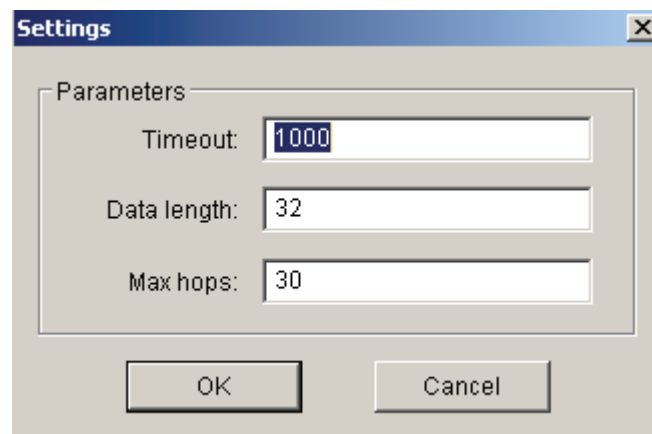 Settings
Parameters
Timeout: 1000
Data length: 32
Max hops: 30
OK Cancel